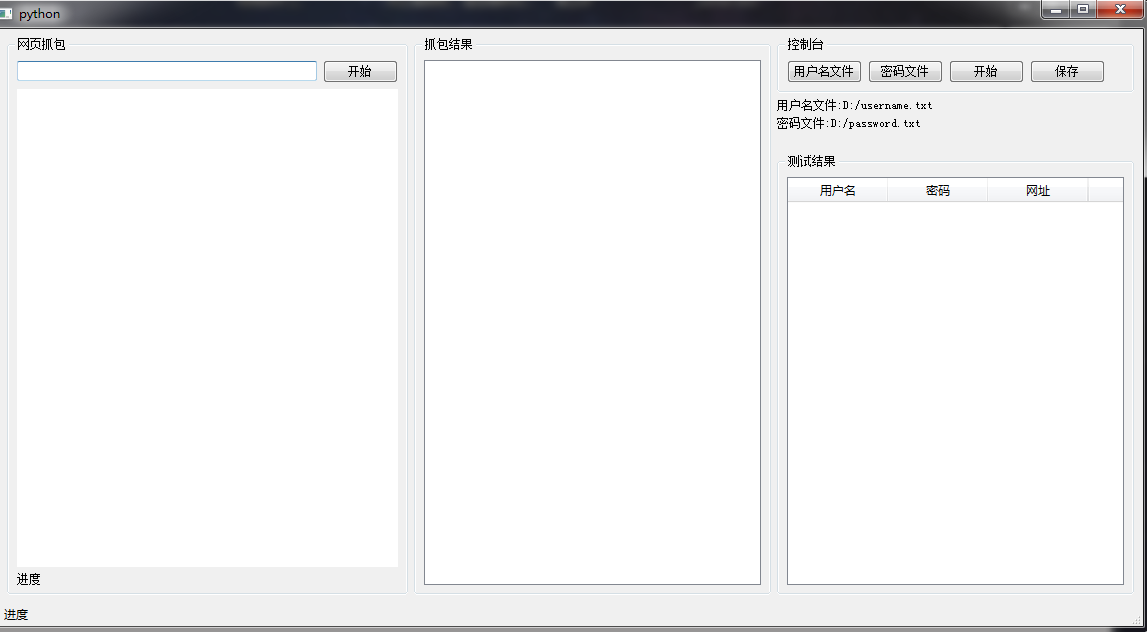 python
网页抓包
开始
进度
抓包结果
控制台
用户名文件 密码文件 开始 保存
用户名文件:D:/username.txt
密码文件:D:/password.txt
测试结果
用户名 密码 网址
进度